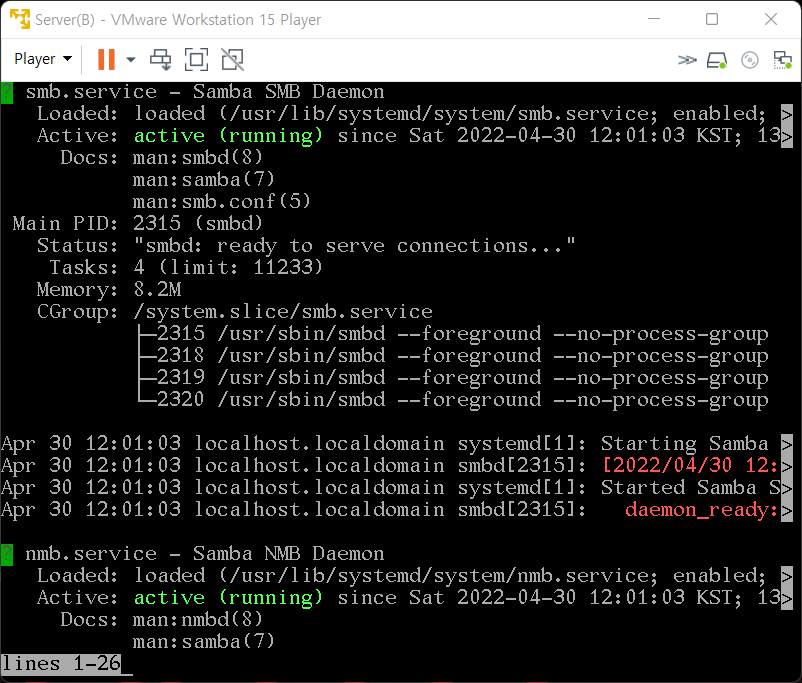 Server(B) - VMware Workstation 15 Player
Player
? smb.service - Samba SMB Daemon
   Loaded: loaded (/usr/lib/systemd/system/smb.service; enabled; >
   Active: active (running) since Sat 2022-04-30 12:01:03 KST; 13>
     Docs: man:smbd(8)
           man:samba(7)
           man:smb.conf(5)
 Main PID: 2315 (smbd)
   Status: "smbd: ready to serve connections..."
    Tasks: 4 (limit: 11233)
   Memory: 8.2M
   CGroup: /system.slice/smb.service
           ├─2315 /usr/sbin/smbd --foreground --no-process-group
           ├─2318 /usr/sbin/smbd --foreground --no-process-group
           ├─2319 /usr/sbin/smbd --foreground --no-process-group
           └─2320 /usr/sbin/smbd --foreground --no-process-group
Apr 30 12:01:03 localhost.localdomain systemd[1]: Starting Samba >
Apr 30 12:01:03 localhost.localdomain smbd[2315]: [2022/04/30 12:>
Apr 30 12:01:03 localhost.localdomain systemd[1]: Started Samba S>
Apr 30 12:01:03 localhost.localdomain smbd[2315]:   daemon_ready:>
? nmb.service - Samba NMB Daemon
   Loaded: loaded (/usr/lib/systemd/system/nmb.service; enabled; >
   Active: active (running) since Sat 2022-04-30 12:01:03 KST; 13>
     Docs: man:nmbd(8)
           man:samba(7)
lines 1-26